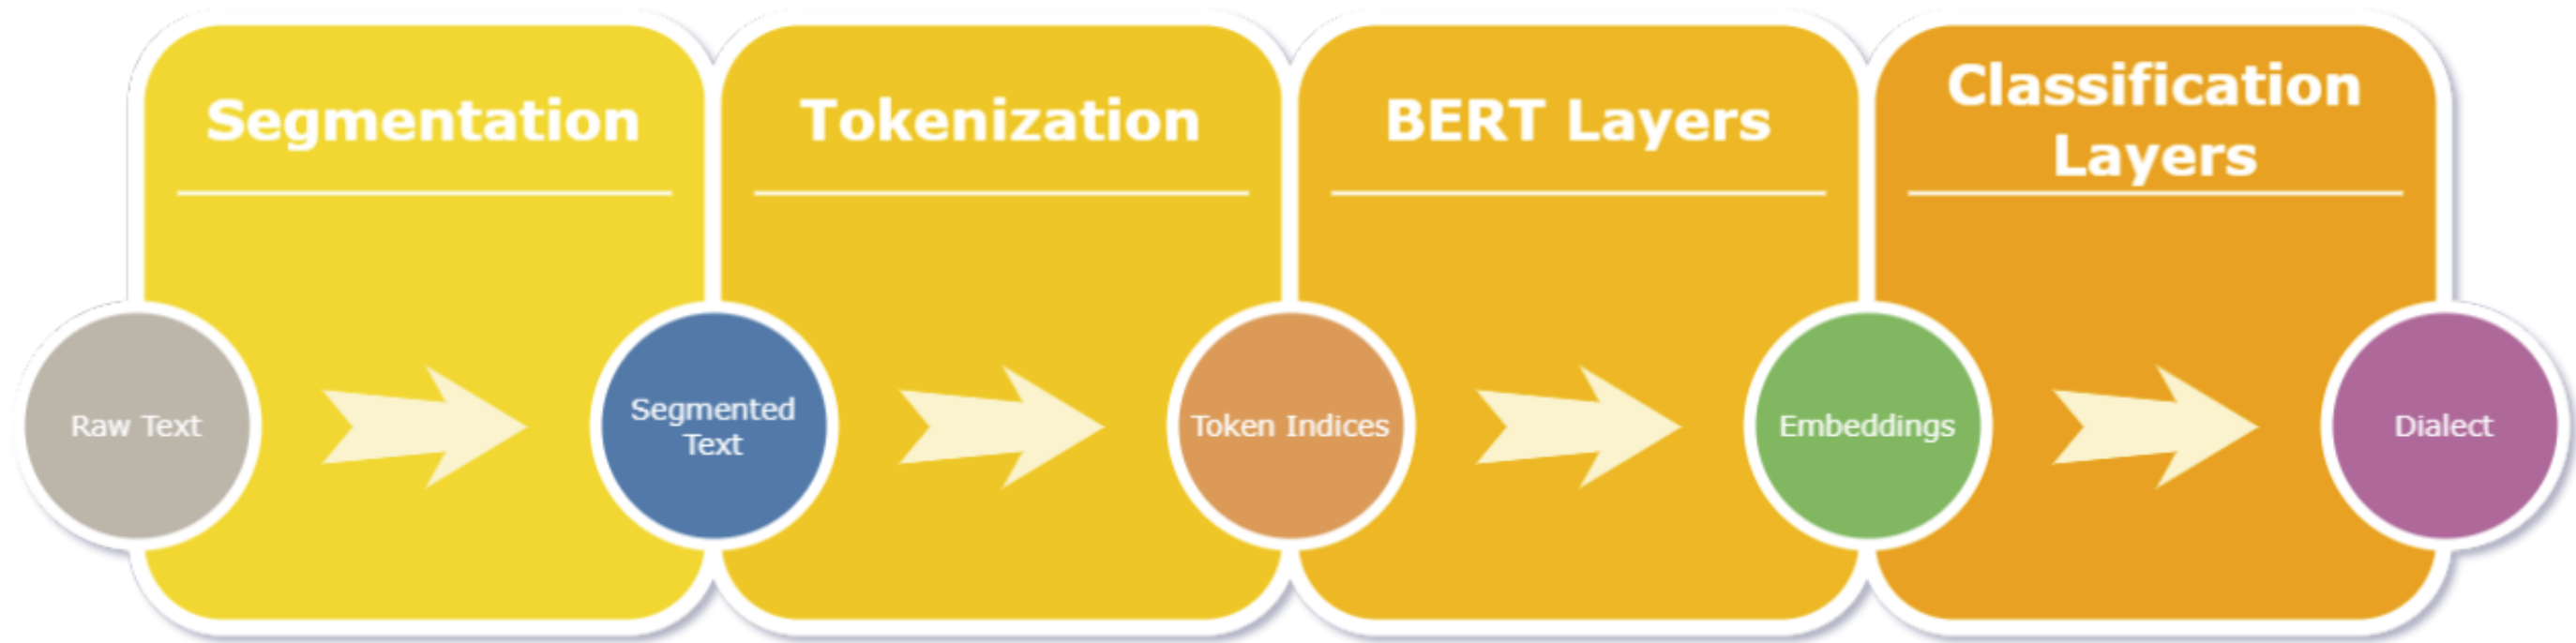 Segmentation
Tokenization
BERT Layers
Classification
Layers
Raw Text
Segmented
Text
Token Indices
Embeddings
Dialect